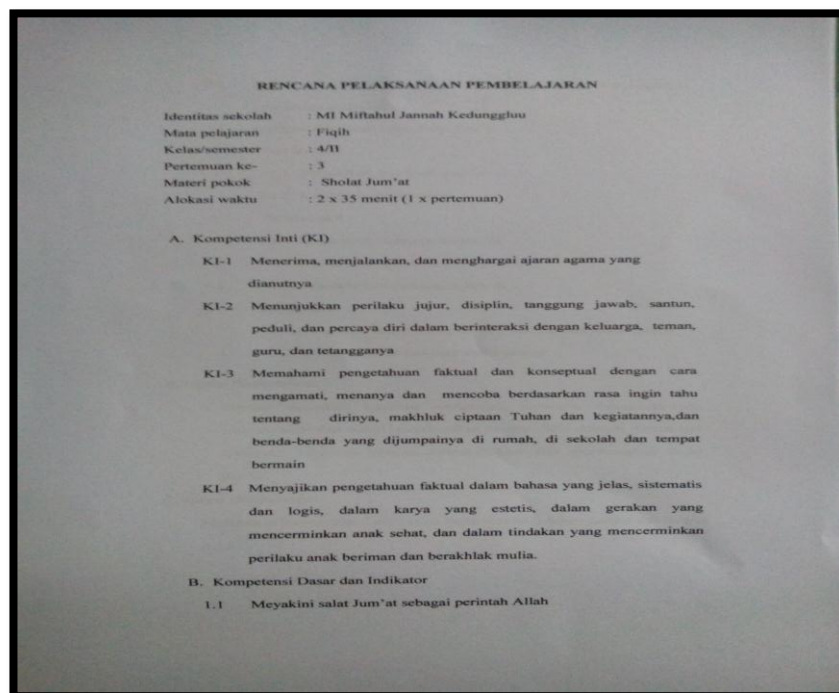 RENCANA PELAKSANAAN PEMBELAJARAN
Identitas sekolah : MI Miftahul Jannah Kedunggluu
Mata pelajaran : Fiqih
Kelas/semester : 4/II
Pertemuan ke- : 3
Materi pokok : Sholat Jum'at
Alokasi waktu : 2 x 35 menit (1 x pertemuan)
A. Kompetensi Inti (KI)
KI-1 Menerima, menjalankan, dan menghargai ajaran agama yang
dianutnya
KI-2 Menunjukkan perilaku jujur, disiplin, tanggung jawab, santun,
peduli, dan percaya diri dalam berinteraksi dengan keluarga, teman,
guru, dan tetangganya
KI-3 Memahami pengetahuan faktual dan konseptual dengan cara
mengamati, menanya dan mencoba berdasarkan rasa ingin tahu
tentang dirinya, makhluk ciptaan Tuhan dan kegiatannya,dan
benda-benda yang dijumpainya di rumah, di sekolah dan tempat
bermain
KI-4 Menyajikan pengetahuan faktual dalam bahasa yang jelas, sistematis
dan logis, dalam karya yang estetis, dalam gerakan yang
mencerminkan anak sehat, dan dalam tindakan yang mencerminkan
perilaku anak beriman dan berakhlak mulia.
B. Kompetensi Dasar dan Indikator
1.1 Meyakini salat Jum'at sebagai perintah Allah